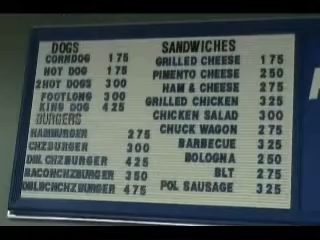 DOGS
CORNDOG 175
HOT DOG 175
2HOT DOGS 300
FOOTLONG 300
KING DOG 425
BURGERS
HAMBURGER 275
CHZBURGER 300
DBL CHZBURGER 425
BACONCHZBURGER 350
DBLBCNCHZBURGER 475
SANDWICHES
GRILLED CHEESE 175
PIMENTO CHEESE 250
HAM & CHEESE 275
GRILLED CHICKEN 325
CHICKEN SALAD 300
CHUCK WAGON 275
BARBECUE 325
BOLOGNA 250
BLT 275
POL SAUSAGE 325